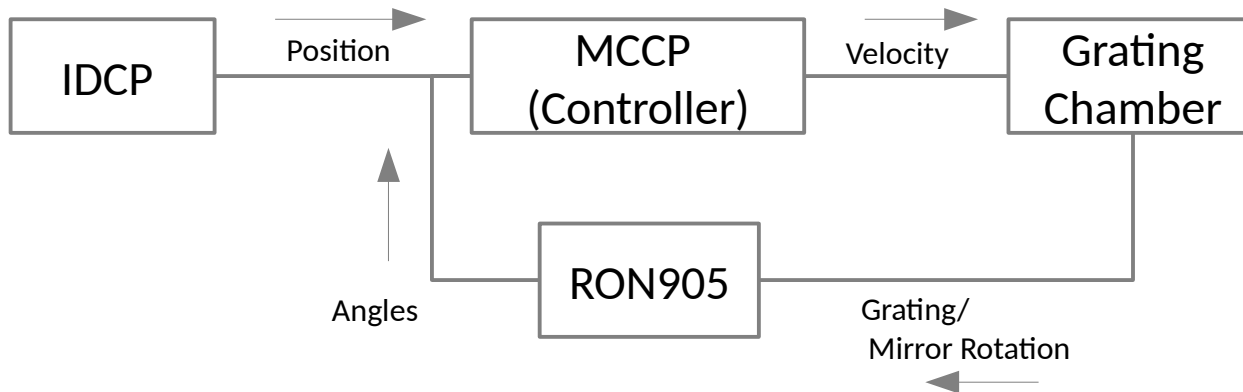 IDCP
Position
MCCP
(Controller)
Velocity
Grating
Chamber
RON905
Angles
Grating/
Mirror Rotation